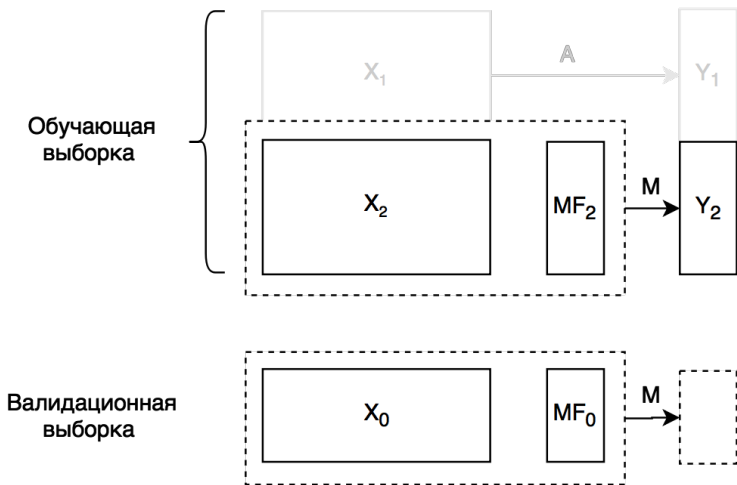 X₁
A
Y₁
Обучающая
выборка
X₂
MF₂
M
Y₂
Валидационная
выборка
X₀
MF₀
M